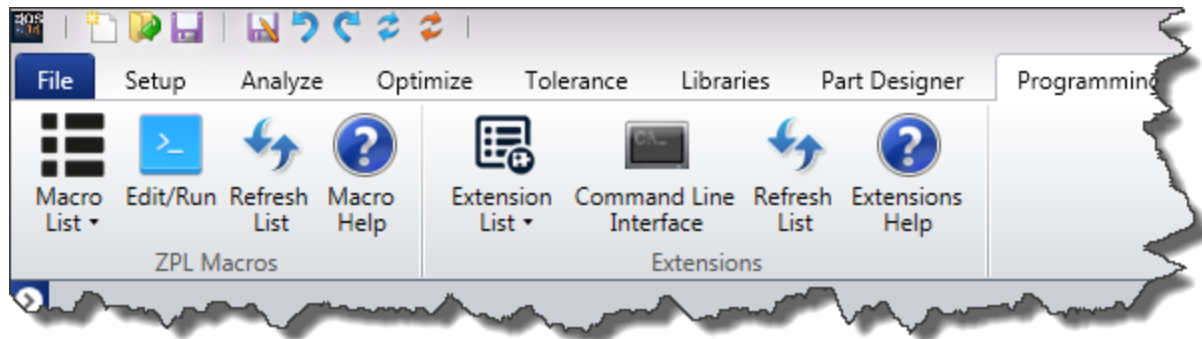 File Setup Analyze Optimize Tolerance Libraries Part Designer Programming
Macro Edit/Run Refresh Macro Extension Command Line Refresh Extensions
List List Help List Interface List Help
ZPL Macros Extensions